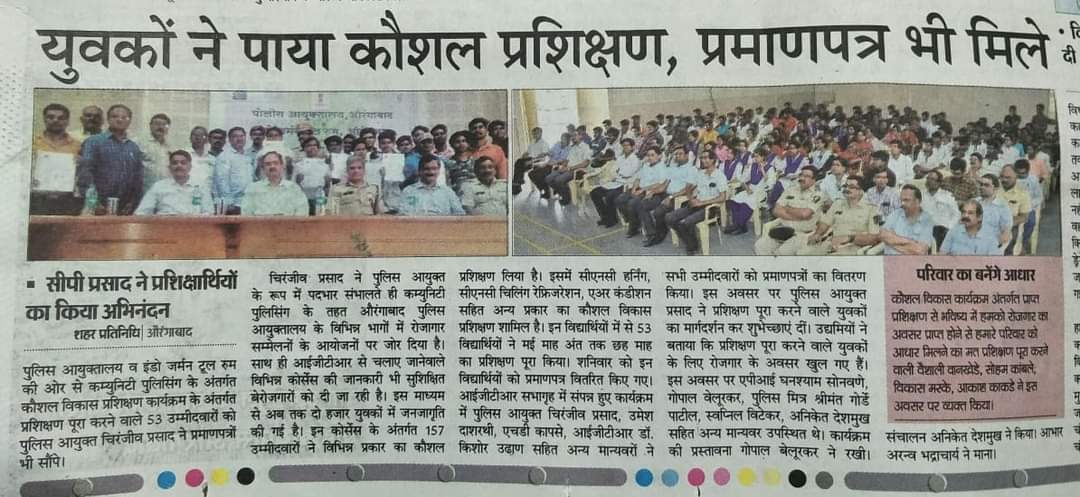 युवकों ने पाया कौशल प्रशिक्षण, प्रमाणपत्र भी मिले
पोलीस आयुक्तालय, औरंगाबाद
▪ सीपी प्रसाद ने प्रशिक्षार्थियों
का किया अभिनंदन
शहर प्रतिनिधि | औरंगाबाद
पुलिस आयुतालय व इंडो जर्मन टूल रुम
की ओर से कम्युनिटी पुलिसिंग के अंतर्गत
कौशल विकास प्रशिक्षण कार्यक्रम के अंतर्गत
प्रशिक्षण पूरा करने वाले 53 उम्मेदवारों को
पुलिस आयुक्त चिरंजीव प्रसाद ने प्रमाणपत्रों
भी सौंपे।
चिरंजीव प्रसाद ने पुलिस आयुक्त
के रूप में पदभार संभालते ही कम्युनिटी
पुलिसिंग के तहत औरंगाबाद पुलिस
आयुक्तालय के विभिन्न भागों में रोजागार
सम्मेलनों के आयोजनों पर जोर दिया है।
साथ ही आईजीटीआर से चलाए जानेवाले
विभिन्न कोर्सेस की जानकारी भी सुशिक्षित
बेरोजगारों को दी जा रही है। इस माध्यम
से अब तक दो हजार युवकों में जनजागृति
की गई है। इन कोर्सेस के अंतर्गत 157
उम्मेदवारों ने विभिन्न प्रकार का कौशल
प्रशिक्षण लिया है। इसमें सीएनसी हर्निंग,
सीएनसी चिलिंग रेफ्रिजरेशन, एअर कंडीशन
सहित अन्य प्रकार का कौशल विकास
प्रशिक्षण शामिल है। इन विद्यार्थियों में से 53
विद्यार्थियों ने मई माह अंत तक छह माह
का प्रशिक्षण पूरा किया। शनिवार को इन
विद्यार्थियों को प्रमाणपत्र वितरित किए गए।
आईजीटीआर सभागृह में संपन्न हुए कार्यक्रम
में पुलिस आयुक्त चिरंजीव प्रसाद, उमेश
दाशरथी, एचडी कापसे, आईजीटीआर डॉ.
किशोर उढ़ाण सहित अन्य मान्यवरों ने
सभी उम्मीदवारों को प्रमाणपत्रों का वितरण
किया। इस अवसर पर पुलिस आयुक्त
प्रसाद ने प्रशिक्षण पूरा करने वाले युवकों
का मार्गदर्शन कर शुभेच्छाएं दीं। उद्यमियों ने
बताया कि प्रशिक्षण पूरा करने वाले युवकों
के लिए रोजगार के अवसर खुल गए हैं।
इस अवसर पर एपीआई घनश्याम सोनवणे,
गोपाल वेलूरकर, पुलिस मित्र श्रीमंत गोर्डे
पाटील, स्वप्निल विटेकर, अनिकेत देशमुख
सहित अन्य मान्यवर उपस्थित थे। कार्यक्रम
की प्रस्तावना गोपाल बेलूरकर ने रखी।
परिवार का बनेंगे आधार
कौशल विकास कार्यक्रम अंतर्गत प्राप्त
प्रशिक्षण से भविष्य में हमको रोजगार का
अवसर प्राप्त होने से हमारे परिवार को
आधार मिलने का मत प्रशिक्षण पूरा करने
वाली वैशाली वानखेडे, सोहम कांबले,
विकास मस्के, आकाश काकडे ने इस
अवसर पर व्यक्त किया।
संचालन अनिकेत देशमुख ने किया। आभार
अरन्व भद्राचार्य ने माना।